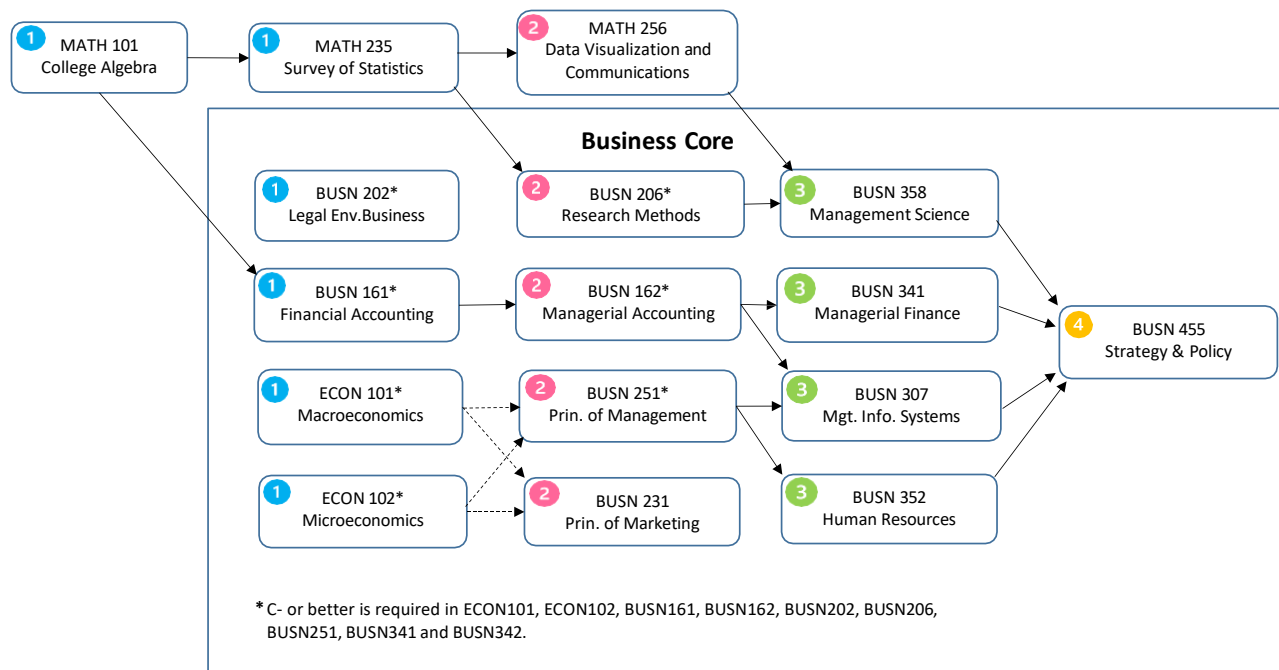 1
MATH 101
College Algebra
1
MATH 235
Survey of Statistics
2
MATH 256
Data Visualization and
Communications
Business Core
1
BUSN 202*
Legal Env.Business
2
BUSN 206*
Research Methods
3
BUSN 358
Management Science
1
BUSN 161*
Financial Accounting
2
BUSN 162*
Managerial Accounting
3
BUSN 341
Managerial Finance
4
BUSN 455
Strategy & Policy
1
ECON 101*
Macroeconomics
2
BUSN 251*
Prin. of Management
3
BUSN 307
Mgt. Info. Systems
1
ECON 102*
Microeconomics
2
BUSN 231
Prin. of Marketing
3
BUSN 352
Human Resources
* C- or better is required in ECON101, ECON102, BUSN161, BUSN162, BUSN202, BUSN206,
BUSN251, BUSN341 and BUSN342.